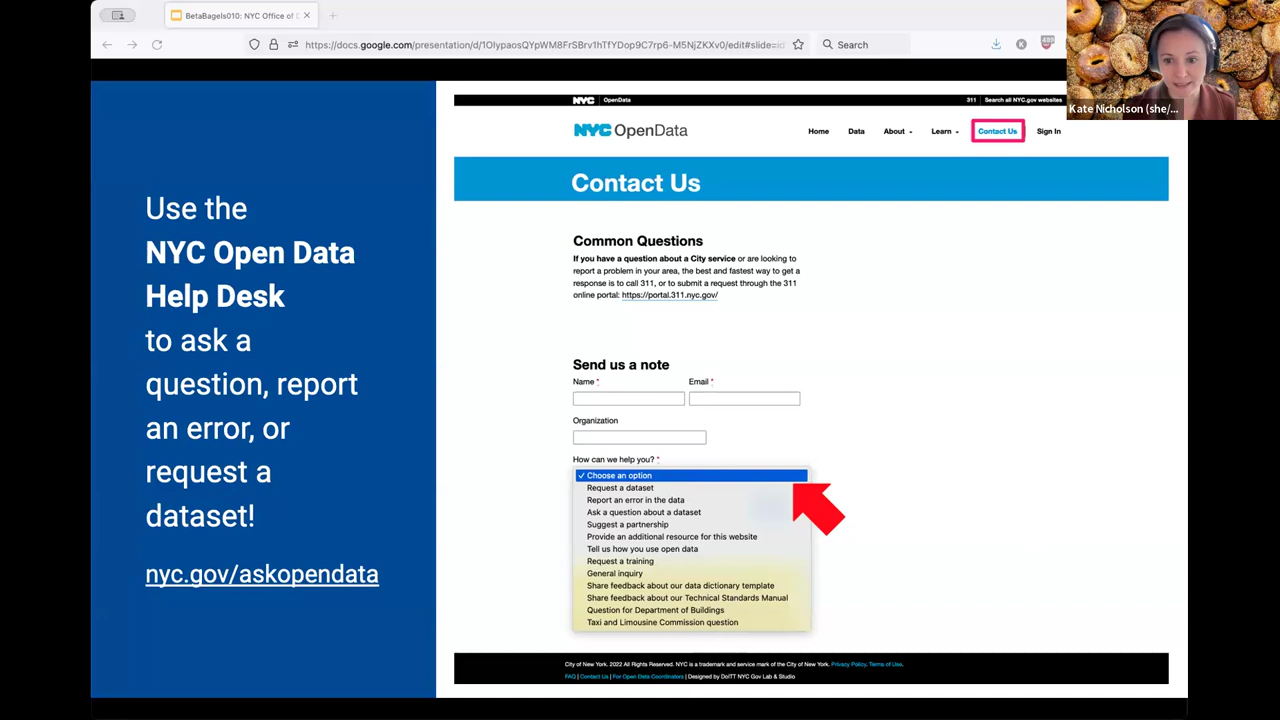 BetaBagels010: NYC Office of D
https://docs.google.com/presentation/d/1OIypaosQYpWM8FrSBrv1hTfYDop9C7rp6-M5NjZKXv0/edit#slide=id
Search
Kate Nicholson (she/...
Use the
NYC Open Data
Help Desk
to ask a
question, report
an error, or
request a
dataset!
nyc.gov/askopendata
NYC OpenData
311 Search all NYC.gov websites
NYC OpenData
Home Data About Learn Contact Us Sign In
Contact Us
Common Questions
If you have a question about a City service or are looking to
report a problem in your area, the best and fastest way to get a
response is to call 311, or to submit a request through the 311
online portal: https://portal.311.nyc.gov/
Send us a note
Name * Email *
Organization
How can we help you? *
✓ Choose an option
Request a dataset
Report an error in the data
Ask a question about a dataset
Suggest a partnership
Provide an additional resource for this website
Tell us how you use open data
Request a training
General inquiry
Share feedback about our data dictionary template
Share feedback about our Technical Standards Manual
Question for Department of Buildings
Taxi and Limousine Commission question
City of New York. 2022 All Rights Reserved. NYC is a trademark and service mark of the City of New York. Privacy Policy. Terms of Use.
FAQ | Contact Us | For Open Data Coordinators | Designed by DoITT NYC Gov Lab & Studio